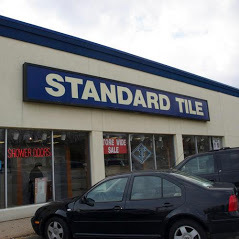 STANDARD TILE
SHOWER DOORS
STORE WIDE
SALE